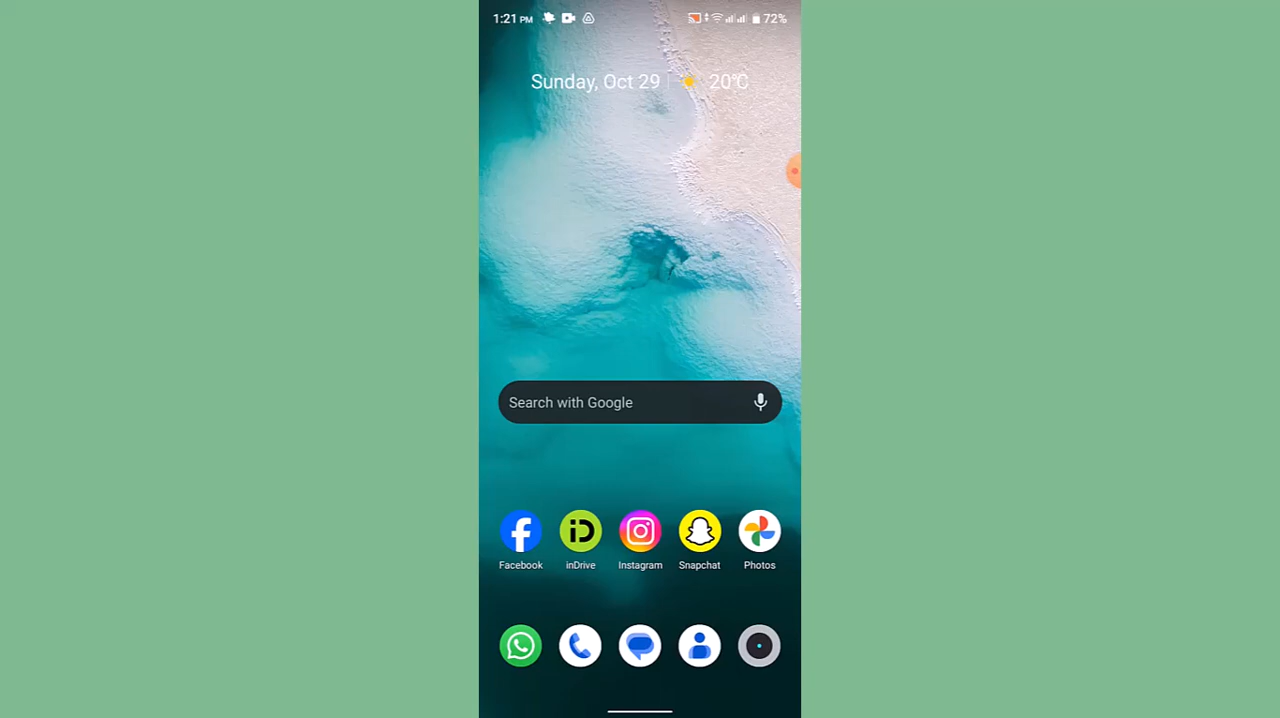 1:21 PM 72%
Sunday, Oct 29 20°C
Search with Google
Facebook inDrive Instagram Snapchat Photos